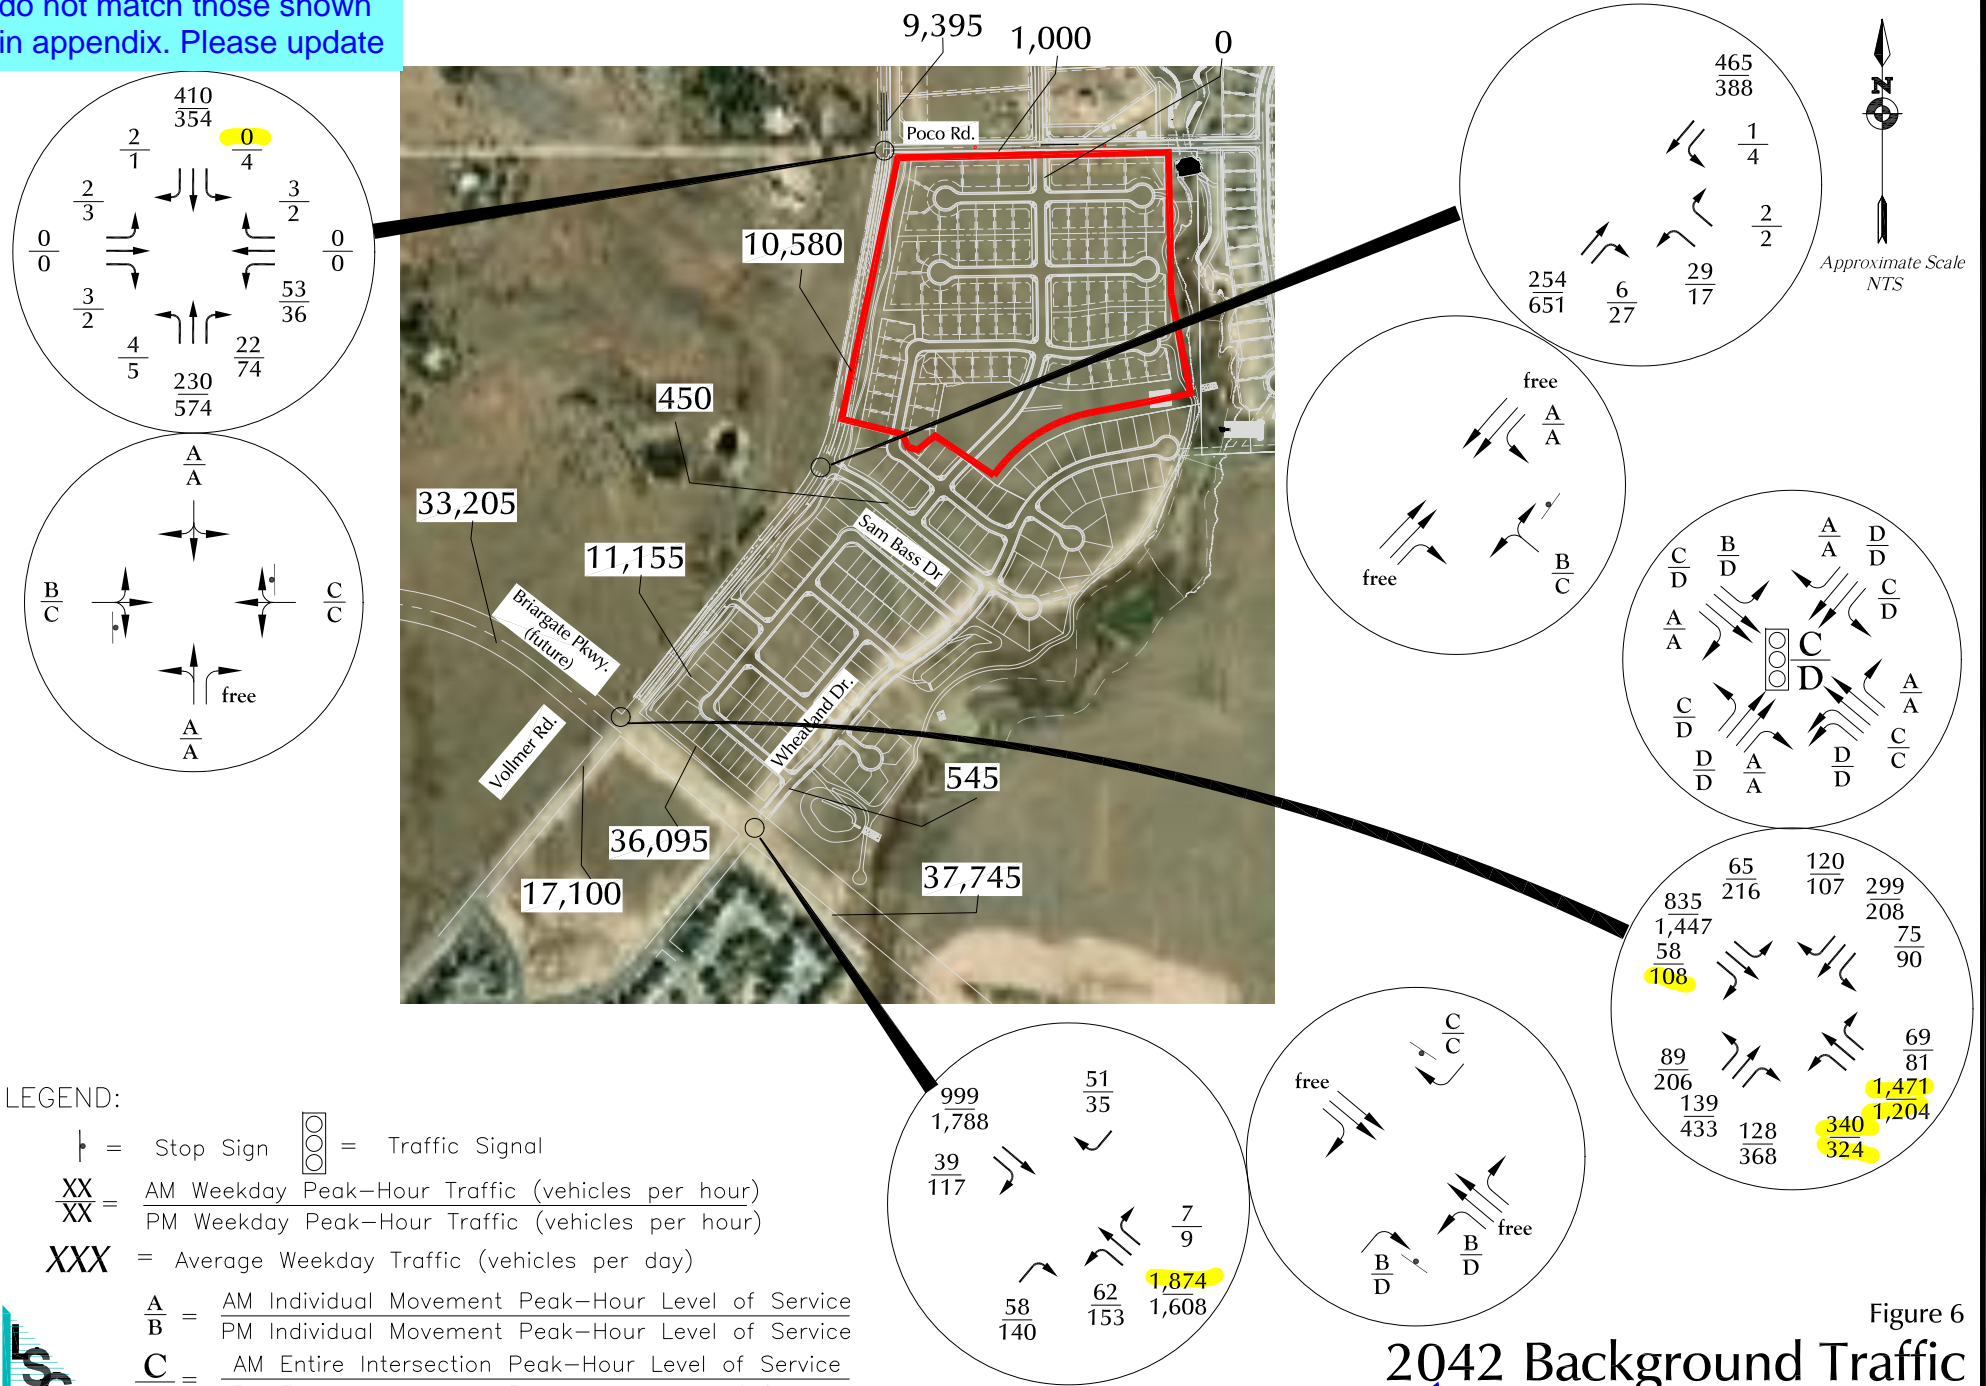 do not match those shown
in appendix. Please update
9,395
1,000
0
410
354
0
4
2
1
2
3
3
2
0
0
0
0
3
2
53
36
4
5
22
74
230
574
A
A
B
C
C
C
free
A
A
Poco Rd.
10,580
450
33,205
11,155
Sam Bass Dr
Briargate Pkwy.
(future)
Vollmer Rd.
Wheatland Dr.
545
36,095
17,100
37,745
465
388
1
4
2
2
29
17
254
651
6
27
N
Approximate Scale
NTS
free
A
A
free
B
C
A
A
D
D
B
D
C
D
C
D
A
A
C
D
A
A
C
D
C
C
D
D
A
A
D
D
65
216
120
107
299
208
835
1,447
75
90
58
108
69
81
89
206
1,471
1,204
139
433
340
324
128
368
999
1,788
51
35
39
117
7
9
1,874
1,608
62
153
58
140
C
C
free
free
B
D
B
D
LEGEND:
= Stop Sign = Traffic Signal
XX
XX
=
AM Weekday Peak-Hour Traffic (vehicles per hour)
PM Weekday Peak-Hour Traffic (vehicles per hour)
XXX = Average Weekday Traffic (vehicles per day)
A
B
=
AM Individual Movement Peak-Hour Level of Service
PM Individual Movement Peak-Hour Level of Service
C
=
AM Entire Intersection Peak-Hour Level of Service
LSC
Figure 6
2042 Background Traffic